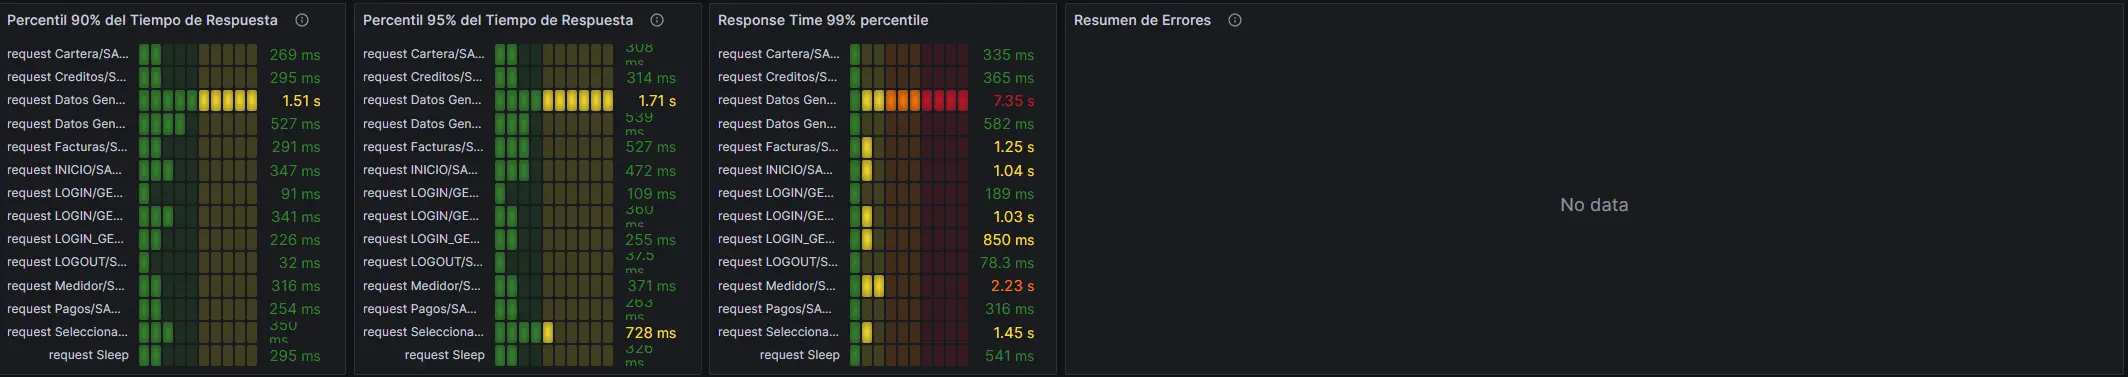 Percentil 90% del Tiempo de Respuesta
request Cartera/SA... 269 ms
request Creditos/S... 295 ms
request Datos Gen... 1.51 s
request Datos Gen... 527 ms
request Facturas/S... 291 ms
request INICIO/SA... 347 ms
request LOGIN/GE... 91 ms
request LOGIN/GE... 341 ms
request LOGIN_GE... 226 ms
request LOGOUT/S... 32 ms
request Medidor/S... 316 ms
request Pagos/SA... 254 ms
request Selecciona... 350 ms
request Sleep 295 ms
Percentil 95% del Tiempo de Respuesta
request Cartera/SA... 308 ms
request Creditos/S... 314 ms
request Datos Gen... 1.71 s
request Datos Gen... 539 ms
request Facturas/S... 527 ms
request INICIO/SA... 472 ms
request LOGIN/GE... 109 ms
request LOGIN/GE... 360 ms
request LOGIN_GE... 255 ms
request LOGOUT/S... 37.5 ms
request Medidor/S... 371 ms
request Pagos/SA... 263 ms
request Selecciona... 728 ms
request Sleep 326 ms
Response Time 99% percentile
request Cartera/SA... 335 ms
request Creditos/S... 365 ms
request Datos Gen... 7.35 s
request Datos Gen... 582 ms
request Facturas/S... 1.25 s
request INICIO/SA... 1.04 s
request LOGIN/GE... 189 ms
request LOGIN/GE... 1.03 s
request LOGIN_GE... 850 ms
request LOGOUT/S... 78.3 ms
request Medidor/S... 2.23 s
request Pagos/SA... 316 ms
request Selecciona... 1.45 s
request Sleep 541 ms
Resumen de Errores
No data